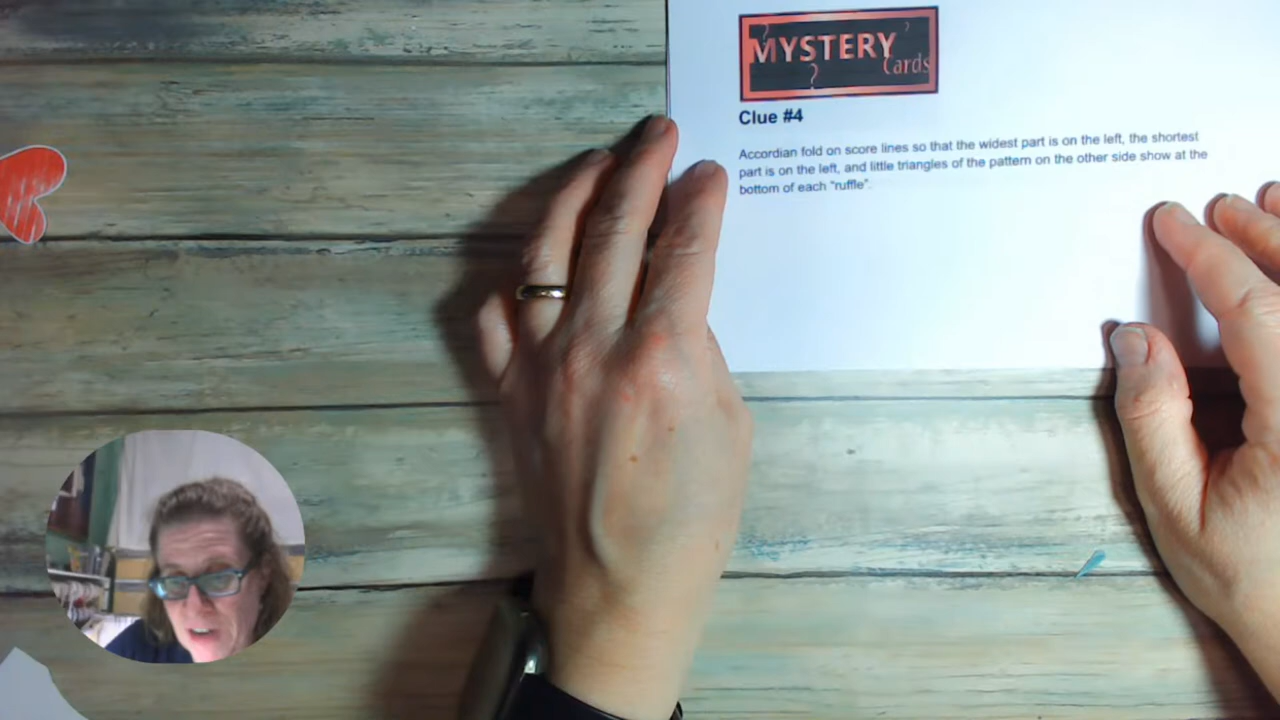 MYSTERY
Cards
Clue #4
Accordian fold on score lines so that the widest part is on the left, the shortest
part is on the left, and little triangles of the pattern on the other side show at the
bottom of each "ruffle".